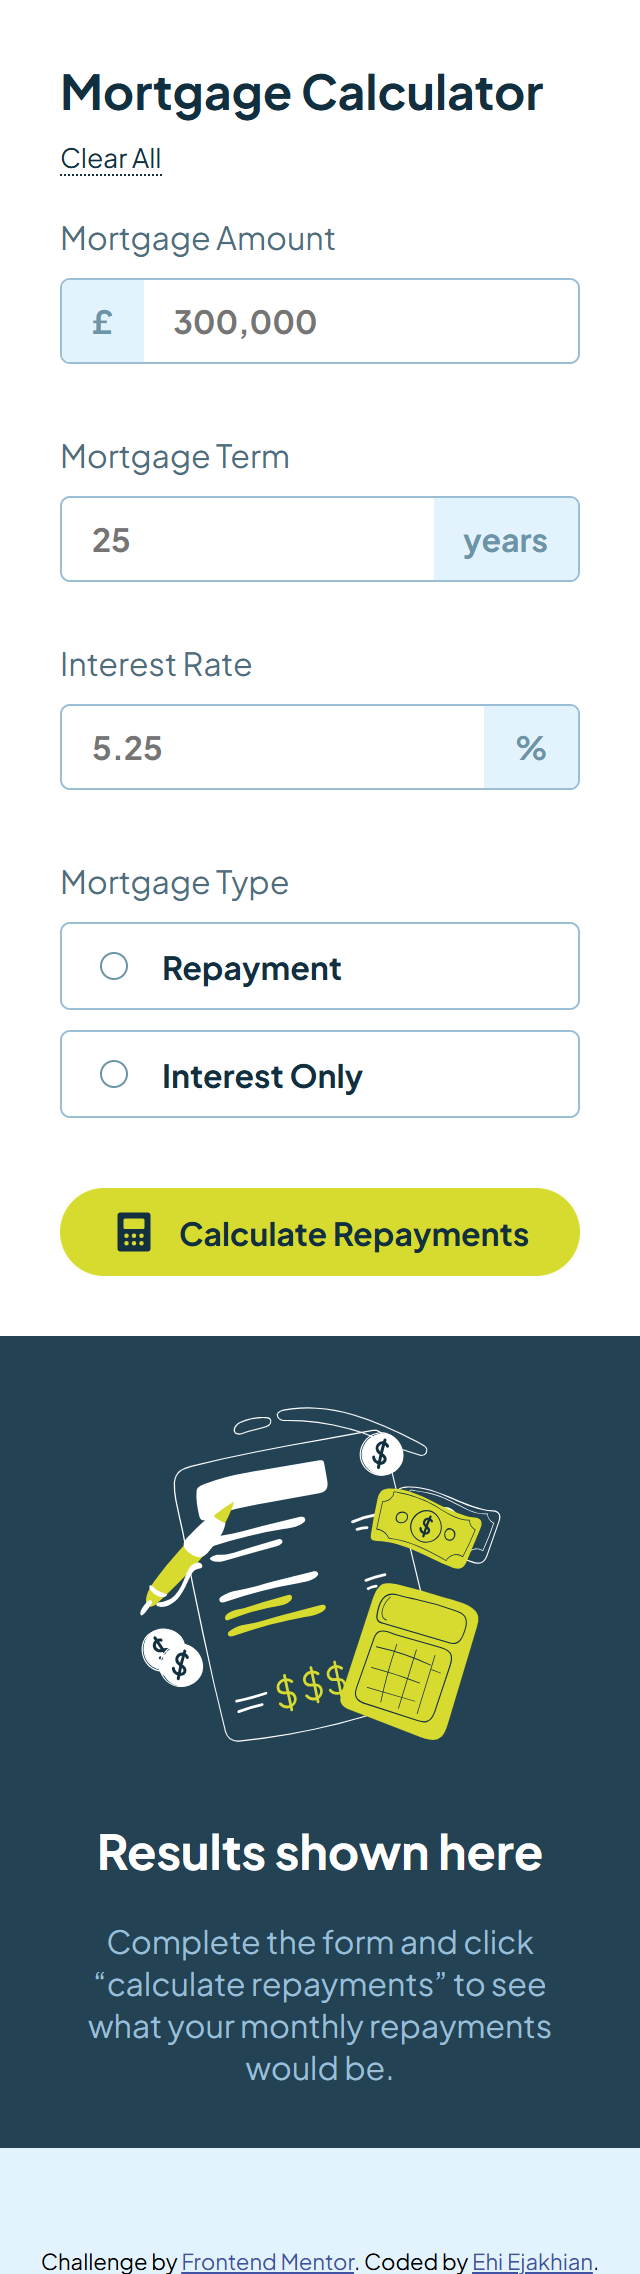 Mortgage Calculator
Clear All
Mortgage Amount
£ 300,000
Mortgage Term
25 years
Interest Rate
5.25 %
Mortgage Type
Repayment
Interest Only
Calculate Repayments
$
$
$
$
$$$
Results shown here
Complete the form and click
“calculate repayments” to see
what your monthly repayments
would be.
Challenge by Frontend Mentor. Coded by Ehi Ejakhian.